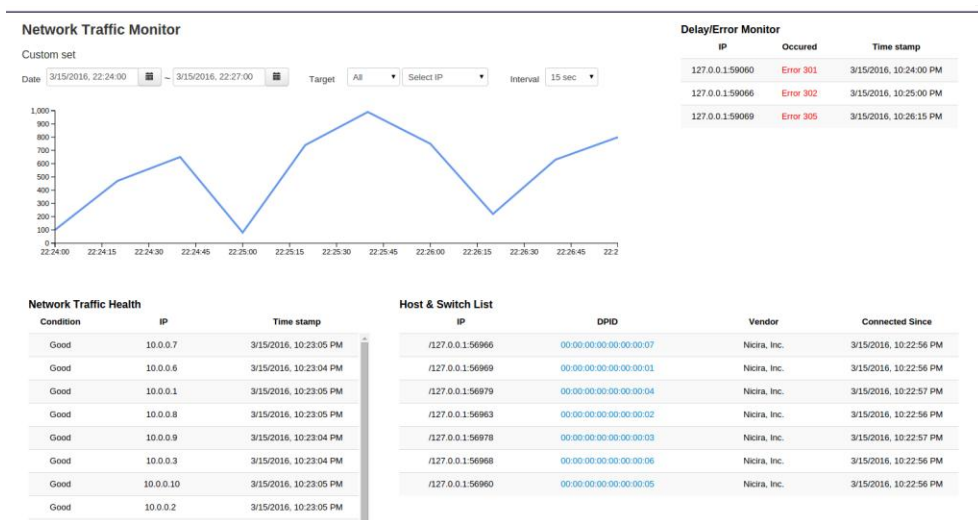 Network Traffic Monitor
Custom set
Date 3/15/2016, 22:24:00 ~ 3/15/2016, 22:27:00 Target All Select IP Interval 15 sec
1,000
900
800
700
600
500
400
300
200
100
0
22:24:00 22:24:15 22:24:30 22:24:45 22:25:00 22:25:15 22:25:30 22:25:45 22:26:00 22:26:15 22:26:30 22:26:45 22:2
Delay/Error Monitor
IP Occured Time stamp
127.0.0.1:59060 Error 301 3/15/2016, 10:24:00 PM
127.0.0.1:59066 Error 302 3/15/2016, 10:25:00 PM
127.0.0.1:59069 Error 305 3/15/2016, 10:26:15 PM
Network Traffic Health
Condition IP Time stamp
Good 10.0.0.7 3/15/2016, 10:23:05 PM
Good 10.0.0.6 3/15/2016, 10:23:04 PM
Good 10.0.0.1 3/15/2016, 10:23:05 PM
Good 10.0.0.8 3/15/2016, 10:23:05 PM
Good 10.0.0.9 3/15/2016, 10:23:04 PM
Good 10.0.0.3 3/15/2016, 10:23:04 PM
Good 10.0.0.10 3/15/2016, 10:23:05 PM
Good 10.0.0.2 3/15/2016, 10:23:05 PM
Host & Switch List
IP DPID Vendor Connected Since
/127.0.0.1:56966 00:00:00:00:00:00:00:07 Nicira, Inc. 3/15/2016, 10:22:56 PM
/127.0.0.1:56969 00:00:00:00:00:00:00:01 Nicira, Inc. 3/15/2016, 10:22:56 PM
/127.0.0.1:56979 00:00:00:00:00:00:00:04 Nicira, Inc. 3/15/2016, 10:22:57 PM
/127.0.0.1:56963 00:00:00:00:00:00:00:02 Nicira, Inc. 3/15/2016, 10:22:56 PM
/127.0.0.1:56978 00:00:00:00:00:00:00:03 Nicira, Inc. 3/15/2016, 10:22:57 PM
/127.0.0.1:56968 00:00:00:00:00:00:00:06 Nicira, Inc. 3/15/2016, 10:22:56 PM
/127.0.0.1:56960 00:00:00:00:00:00:00:05 Nicira, Inc. 3/15/2016, 10:22:56 PM